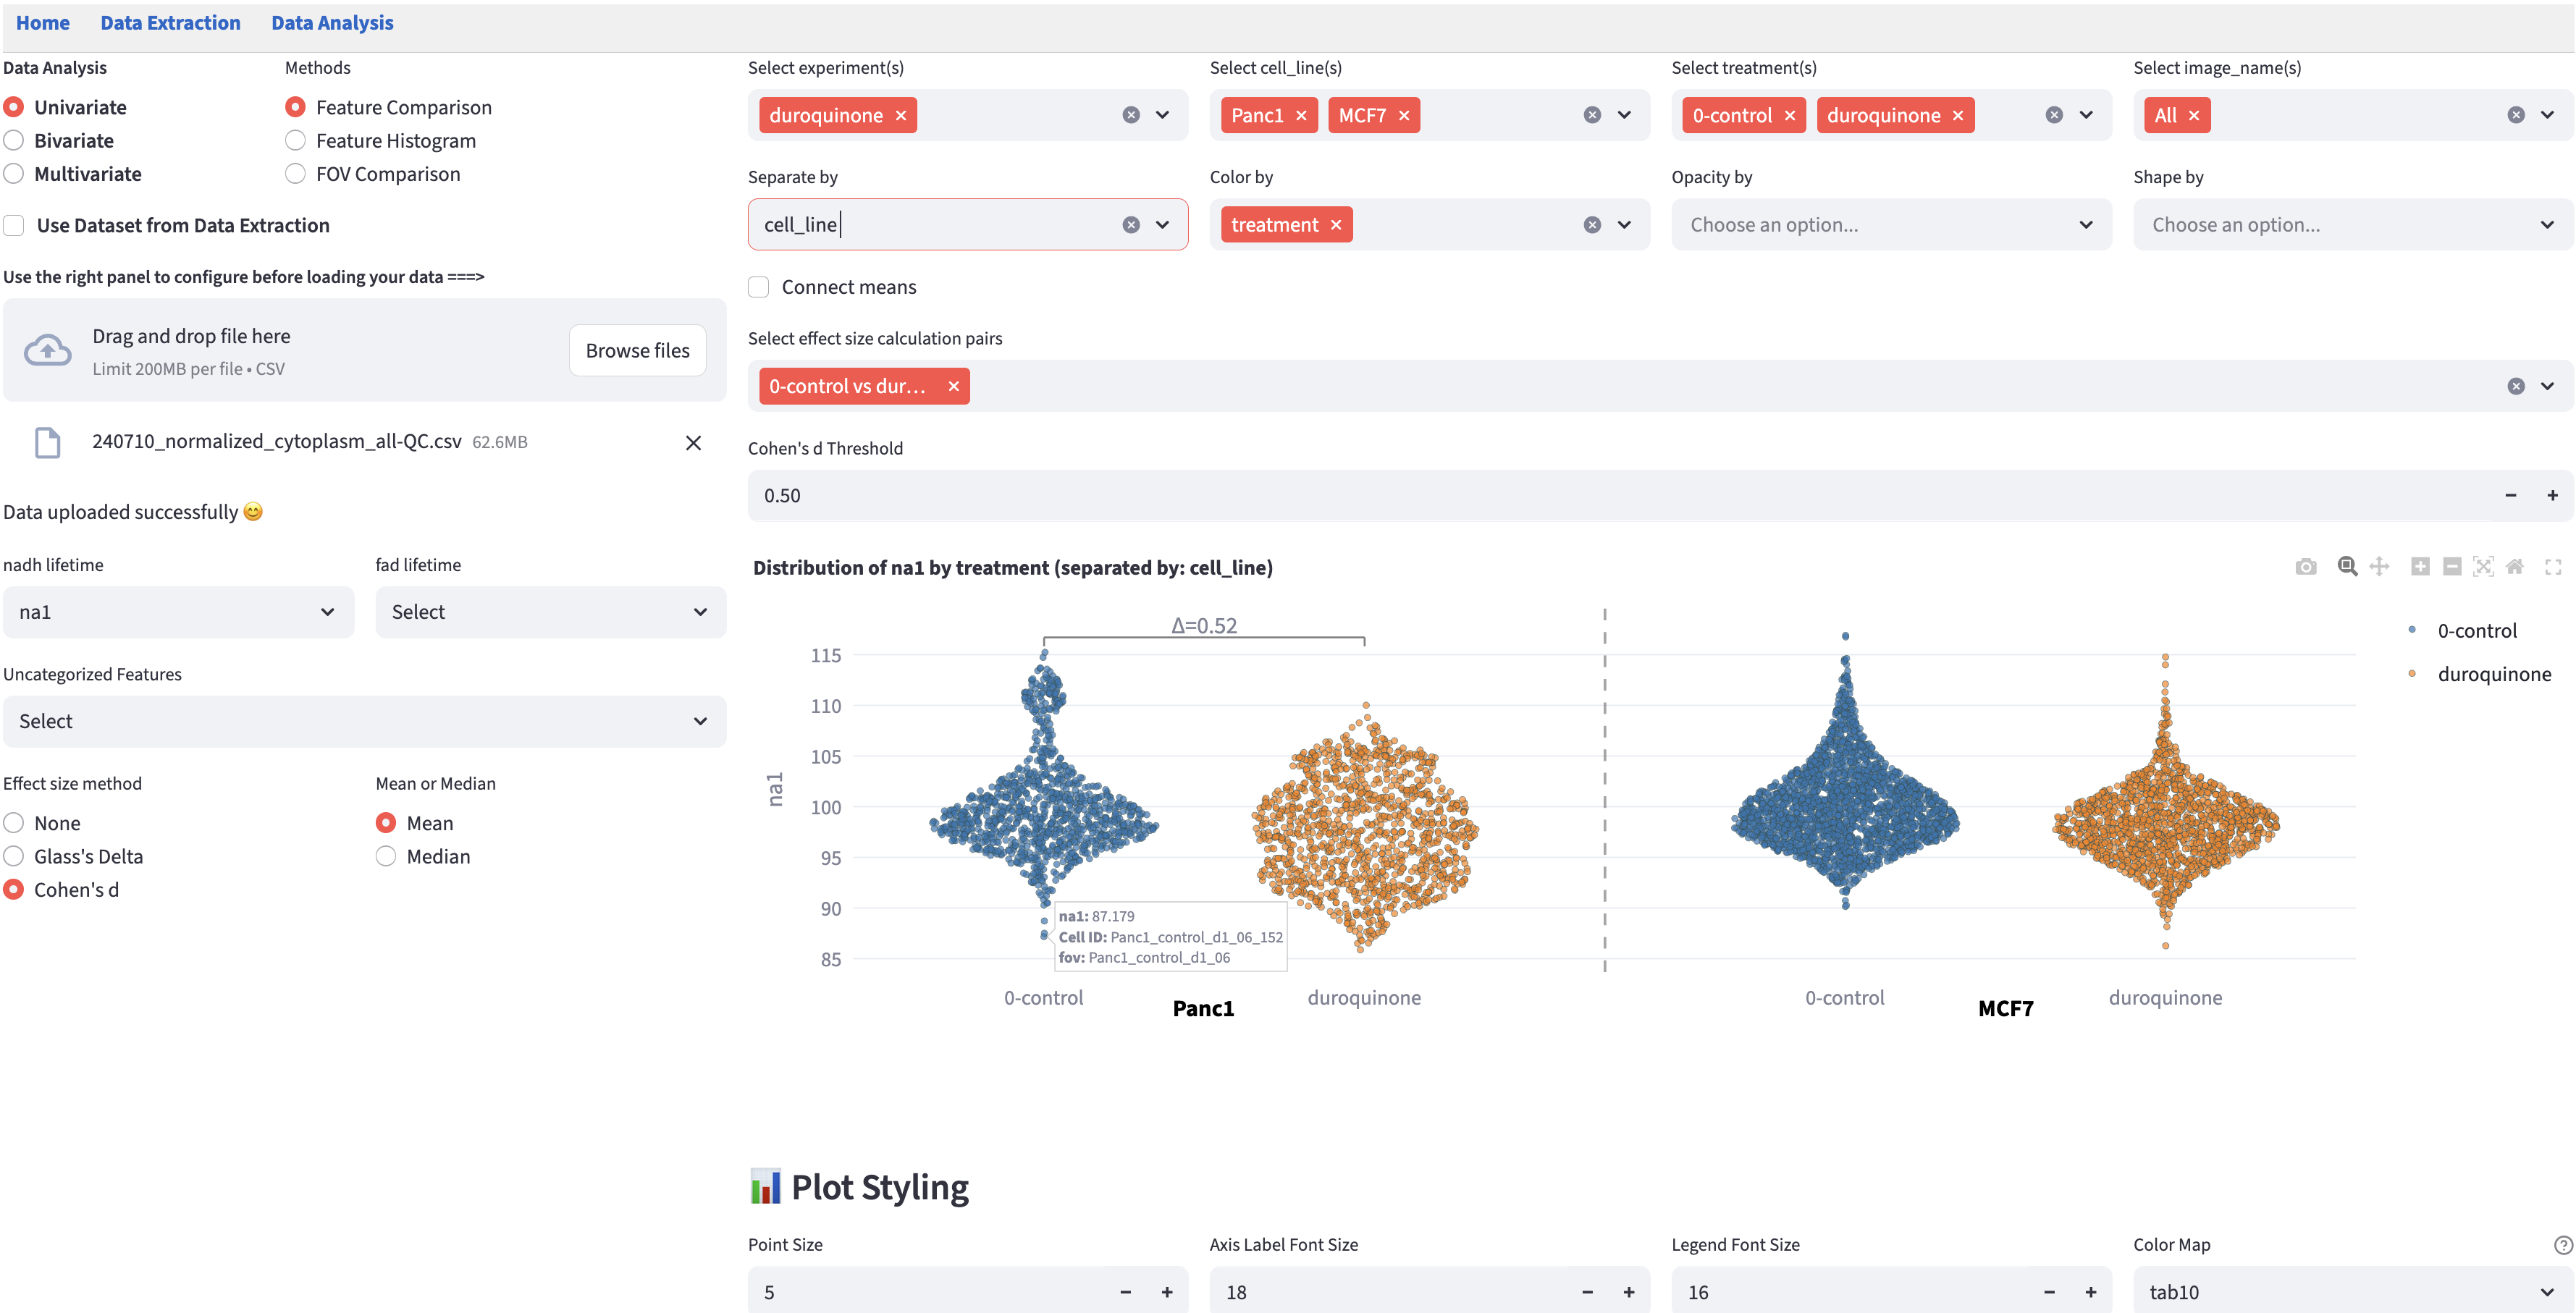 Home Data Extraction Data Analysis
Data Analysis
Univariate
Bivariate
Multivariate
Methods
Feature Comparison
Feature Histogram
FOV Comparison
Use Dataset from Data Extraction
Use the right panel to configure before loading your data ===>
Drag and drop file here
Limit 200MB per file • CSV
Browse files
240710_normalized_cytoplasm_all-QC.csv 62.6MB
Data uploaded successfully 😊
nadh lifetime
na1
fad lifetime
Select
Uncategorized Features
Select
Effect size method
None
Glass's Delta
Cohen's d
Mean or Median
Mean
Median
Select experiment(s)
duroquinone
Select cell_line(s)
Panc1 MCF7
Select treatment(s)
0-control duroquinone
Select image_name(s)
All
Separate by
cell_line
Color by
treatment
Opacity by
Choose an option...
Shape by
Choose an option...
Connect means
Select effect size calculation pairs
0-control vs dur...
Cohen's d Threshold
0.50
Distribution of na1 by treatment (separated by: cell_line)
Δ=0.52
115
110
105
100
95
90
85
na1
na1: 87.179
Cell ID: Panc1_control_d1_06_152
fov: Panc1_control_d1_06
0-control
duroquinone
0-control duroquinone 0-control duroquinone
Panc1 MCF7
📊 Plot Styling
Point Size
5
Axis Label Font Size
18
Legend Font Size
16
Color Map
tab10